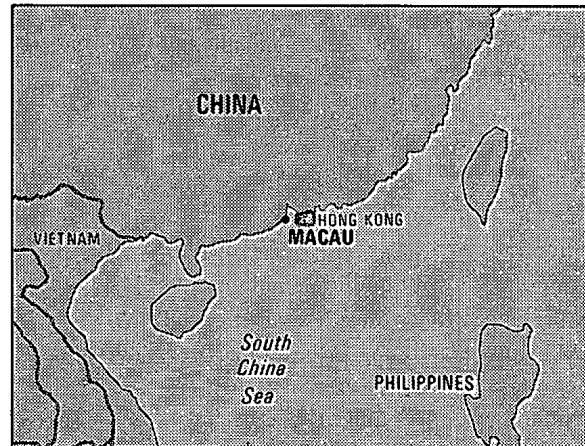 CHINA
HONG KONG
MACAU
VIETNAM
South
China
Sea
PHILIPPINES